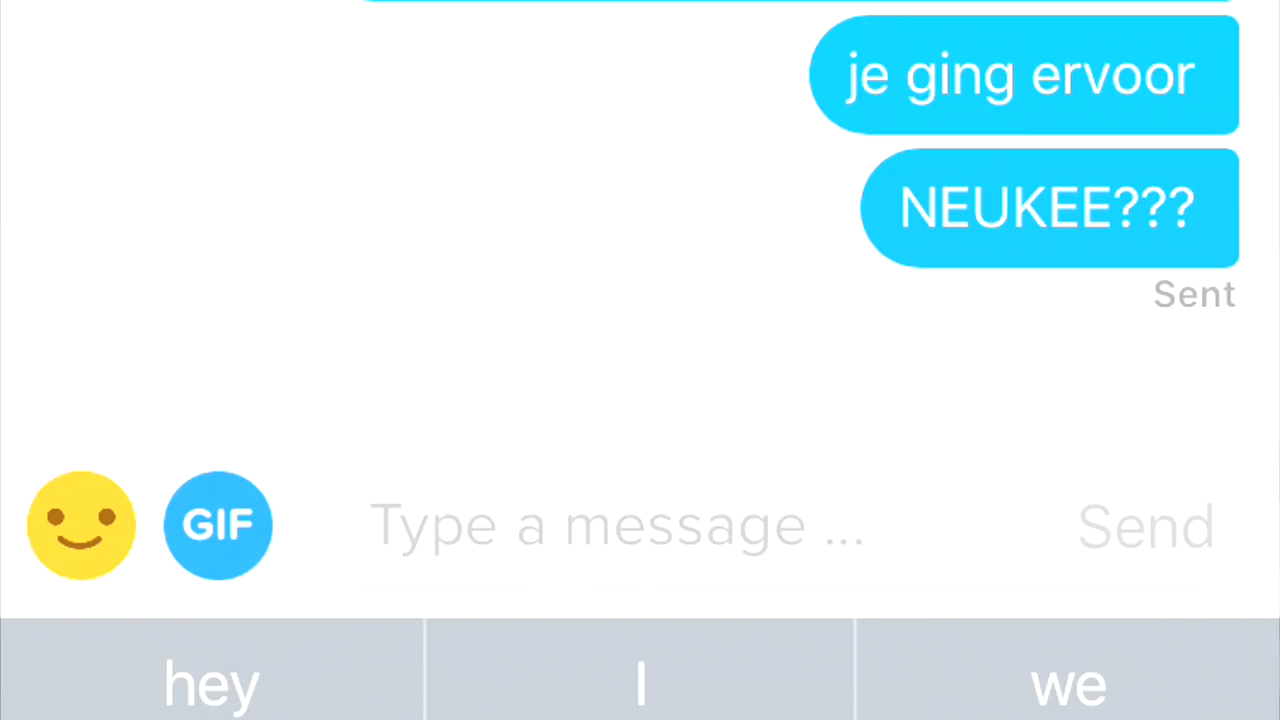 je ging ervoor
NEUKEE???
Sent
GIF
Type a message ...
Send
hey
I
we